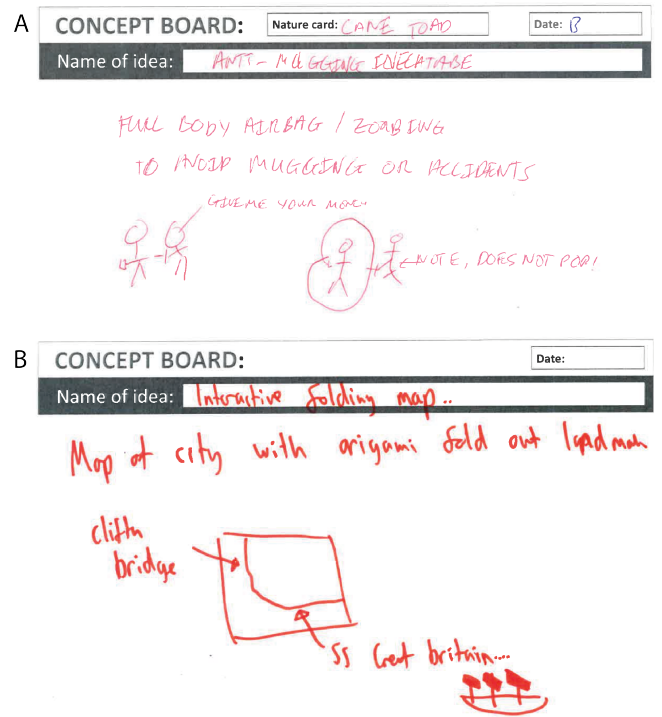 A
CONCEPT BOARD: Nature card: CANE TOAD Date: B
Name of idea: ANTI-MUGGING INFLATABLE
FULL BODY AIRBAG / ZORBING
TO AVOID MUGGING OR ACCIDENTS
GIVE ME YOUR MONEY
NOTE, DOES NOT POP!
B
CONCEPT BOARD: Date:
Name of idea: Interactive folding map..
Map of city with origami fold out landmark
clifton
bridge
SS Great britain....